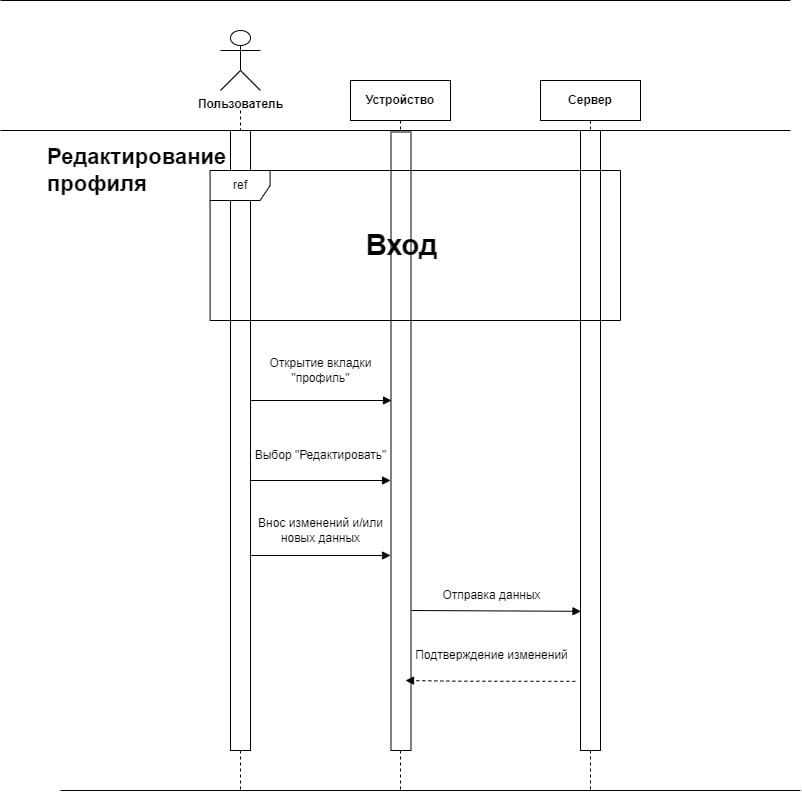 Пользователь
Устройство
Сервер
Редактирование
профиля
ref
Вход
Открытие вкладки
"профиль"
Выбор "Редактировать"
Внос изменений и/или
новых данных
Отправка данных
Подтверждение изменений